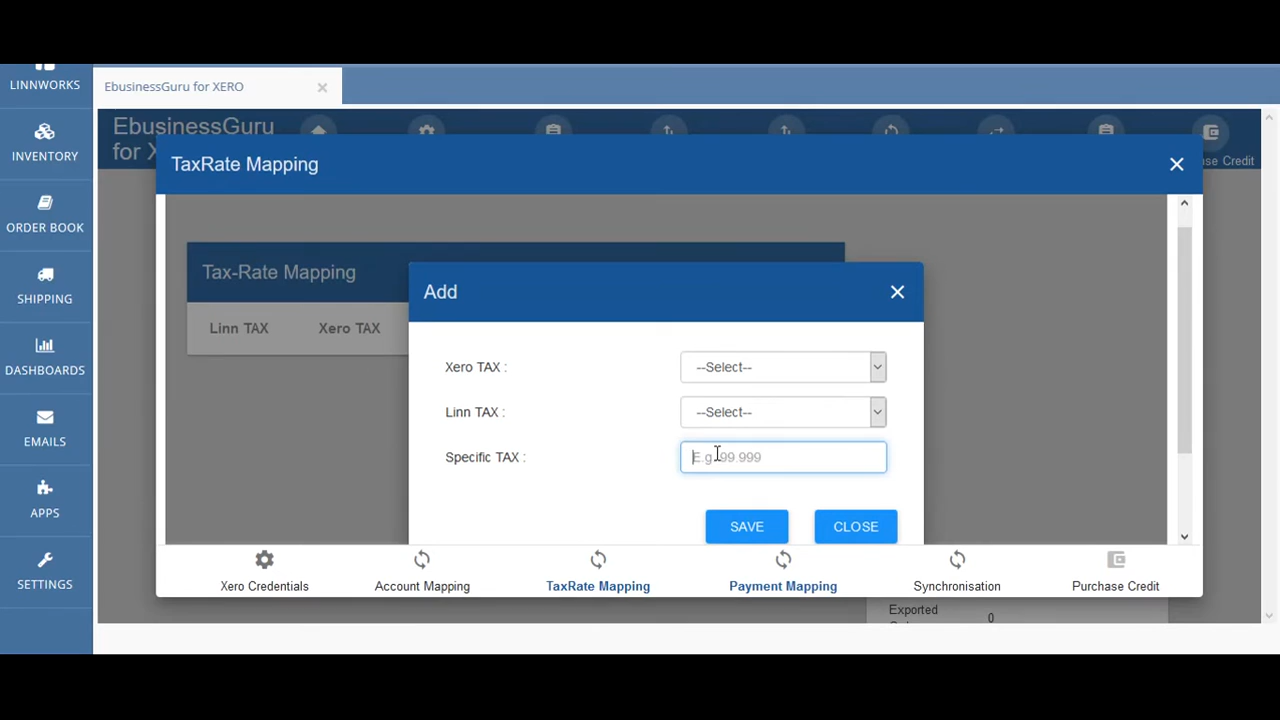 LINNWORKS
EbusinessGuru for XERO
INVENTORY
ORDER BOOK
SHIPPING
DASHBOARDS
EMAILS
APPS
SETTINGS
EbusinessGuru
for X
se Credit
TaxRate Mapping
Tax-Rate Mapping
Linn TAX Xero TAX
Add
Xero TAX : --Select--
Linn TAX : --Select--
Specific TAX : E.g. 99.999
SAVE CLOSE
Xero Credentials Account Mapping TaxRate Mapping Payment Mapping Synchronisation Purchase Credit
Exported 0